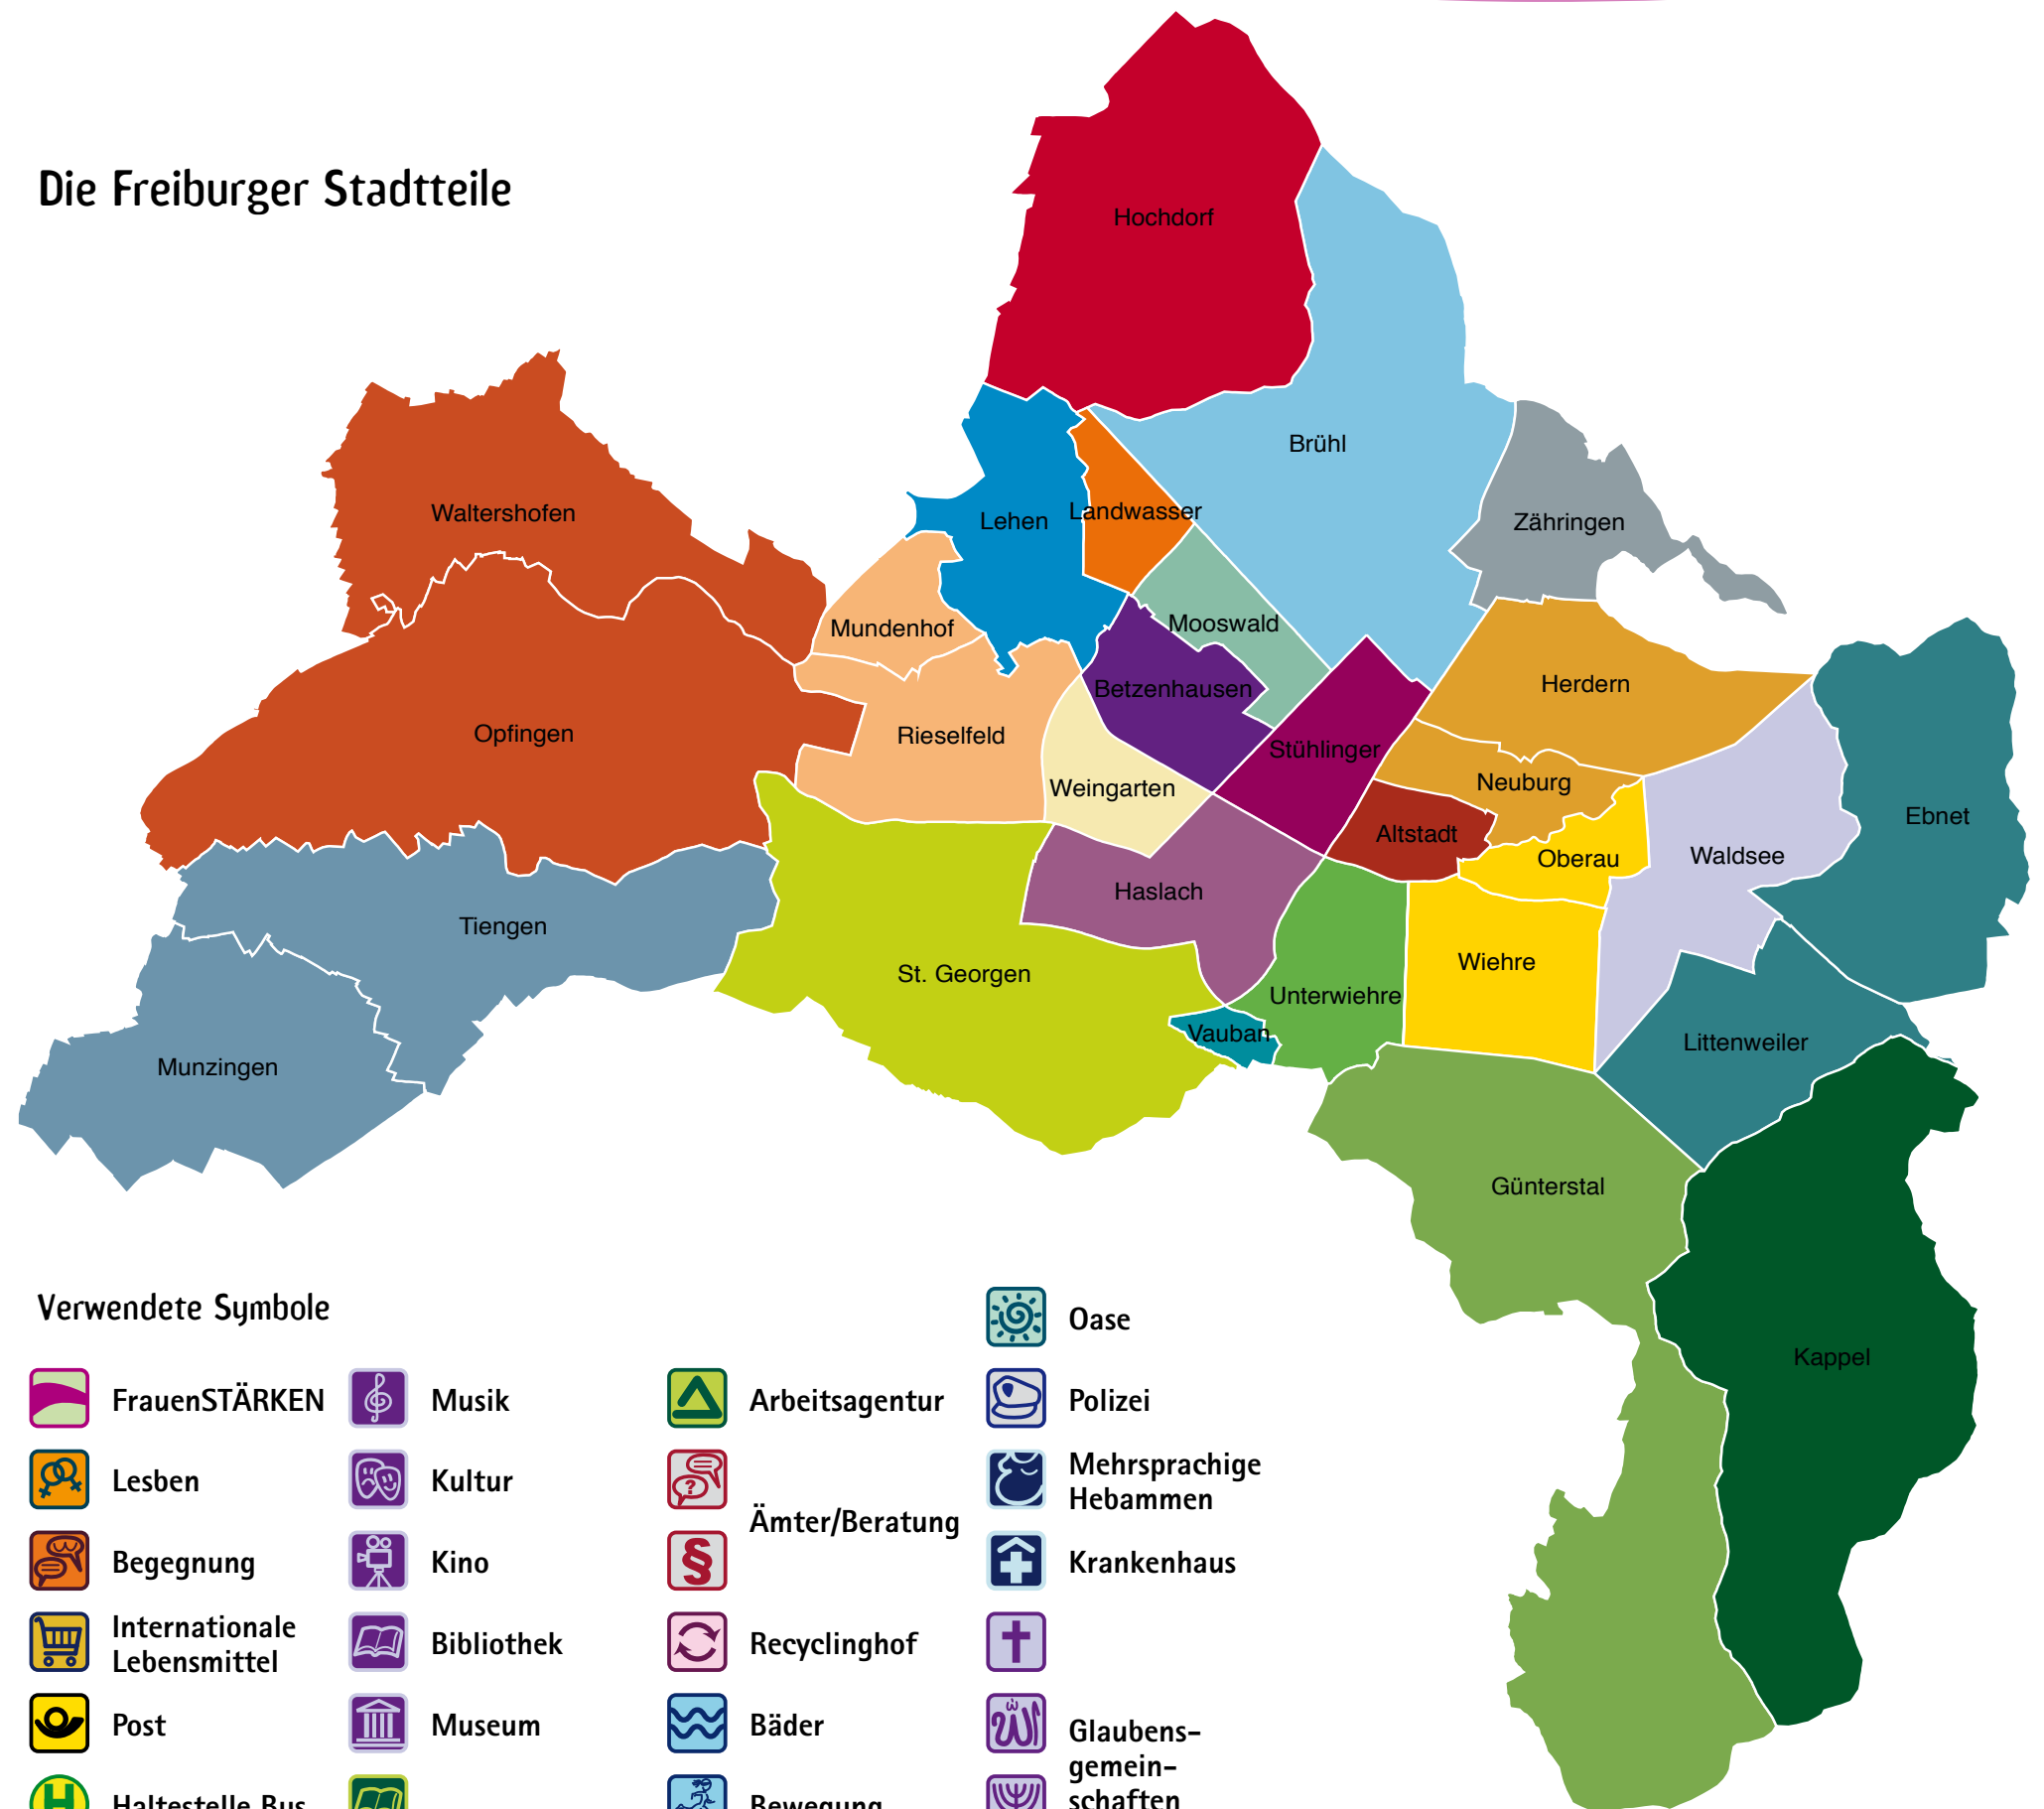 Die Freiburger Stadtteile
Hochdorf
Brühl
Waltershofen
Lehen
Landwasser
Zähringen
Mundenhof
Mooswald
Betzenhausen
Herdern
Opfingen
Rieselfeld
Stühlinger
Weingarten
Neuburg
Altstadt
Oberau
Ebnet
Waldsee
Haslach
Tiengen
St. Georgen
Wiehre
Unterwiehre
Vauban
Littenweiler
Munzingen
Günterstal
Kappel
Verwendete Symbole
FrauenSTÄRKEN
Lesben
Begegnung
Internationale
Lebensmittel
Post
H
Haltestelle Bus
Musik
Kultur
Kino
Bibliothek
Museum
Arbeitsagentur
?
Ämter/Beratung
§
Recyclinghof
Bäder
Bewegung
Oase
Polizei
Mehrsprachige
Hebammen
Krankenhaus
Glaubens-
gemein-
schaften